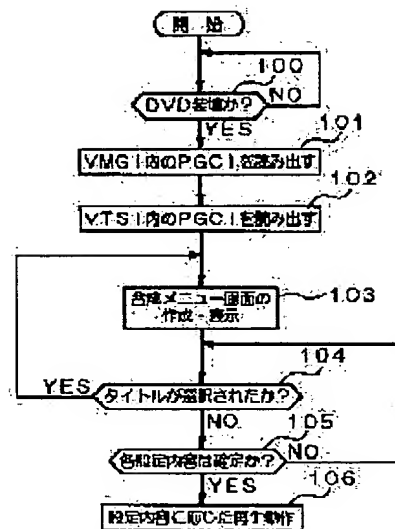 開始
100
DVD装填か?
NO
YES
101
VMGI内のPGCIを読み出す
102
VTSI内のPGCIを読み出す
合成メニュー画面の
作成・表示
103
104
YES
タイトルが選択されたか?
NO
105
各設定内容は確定か?
NO
YES
106
設定内容に応じた再生動作